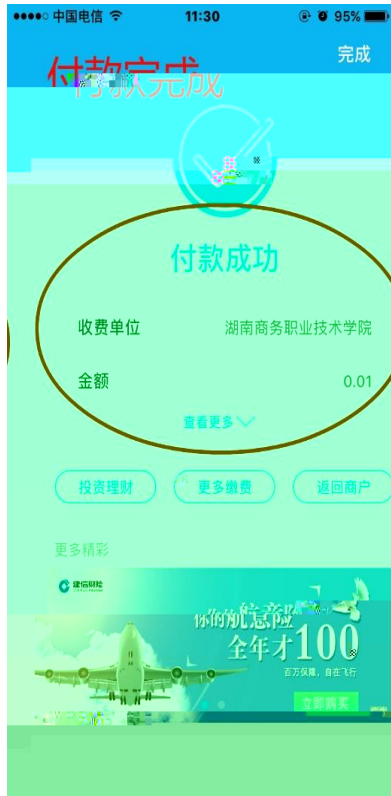 中国电信 11:30 95%
完成
付款完成
付款成功
收费单位 湖南商务职业技术学院
金额 0.01
查看更多
投资理财 更多缴费 返回商户
更多精彩
建信财险
你的航意险
全年才100
百万保障，自在飞行
立即购买